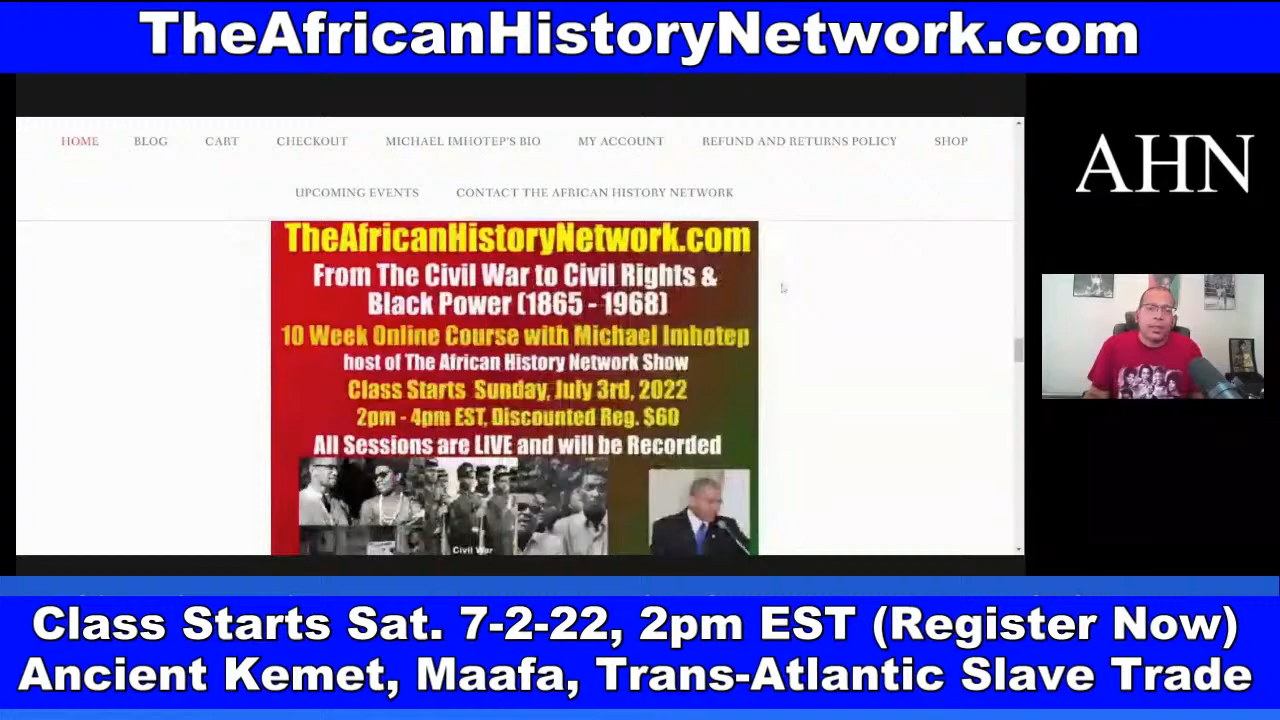 TheAfricanHistoryNetwork.com
HOME BLOG CART CHECKOUT MICHAEL IMHOTEP'S BIO MY ACCOUNT REFUND AND RETURNS POLICY SHOP
UPCOMING EVENTS CONTACT THE AFRICAN HISTORY NETWORK
AHN
TheAfricanHistoryNetwork.com
From The Civil War to Civil Rights &
Black Power (1865 - 1968)
10 Week Online Course with Michael Imhotep
host of The African History Network Show
Class Starts Sunday, July 3rd, 2022
2pm - 4pm EST, Discounted Reg. $60
All Sessions are LIVE and will be Recorded
Civil War
Class Starts Sat. 7-2-22, 2pm EST (Register Now)
Ancient Kemet, Maafa, Trans-Atlantic Slave Trade